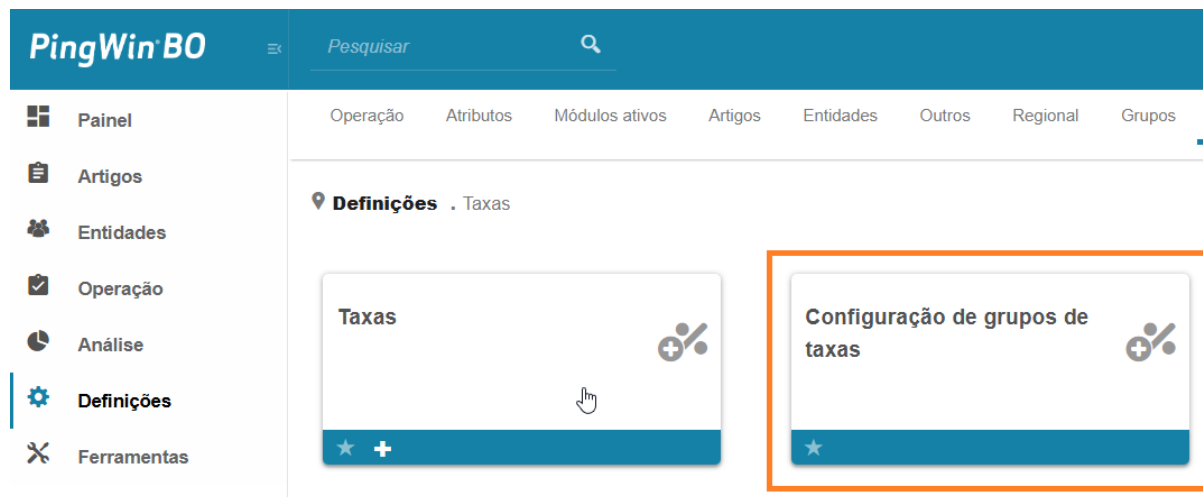 PingWin BO
Pesquisar
Painel
Artigos
Entidades
Operação
Análise
Definições
Ferramentas
Operação Atributos Módulos ativos Artigos Entidades Outros Regional Grupos
Definições . Taxas
Taxas
Configuração de grupos de
taxas